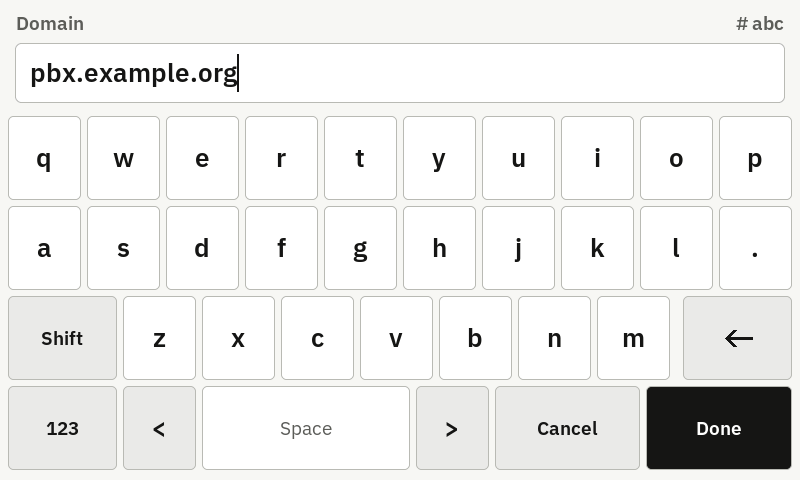 Domain # abc
pbx.example.org
q w e r t y u i o p
a s d f g h j k l .
Shift z x c v b n m ←
123 < Space > Cancel Done